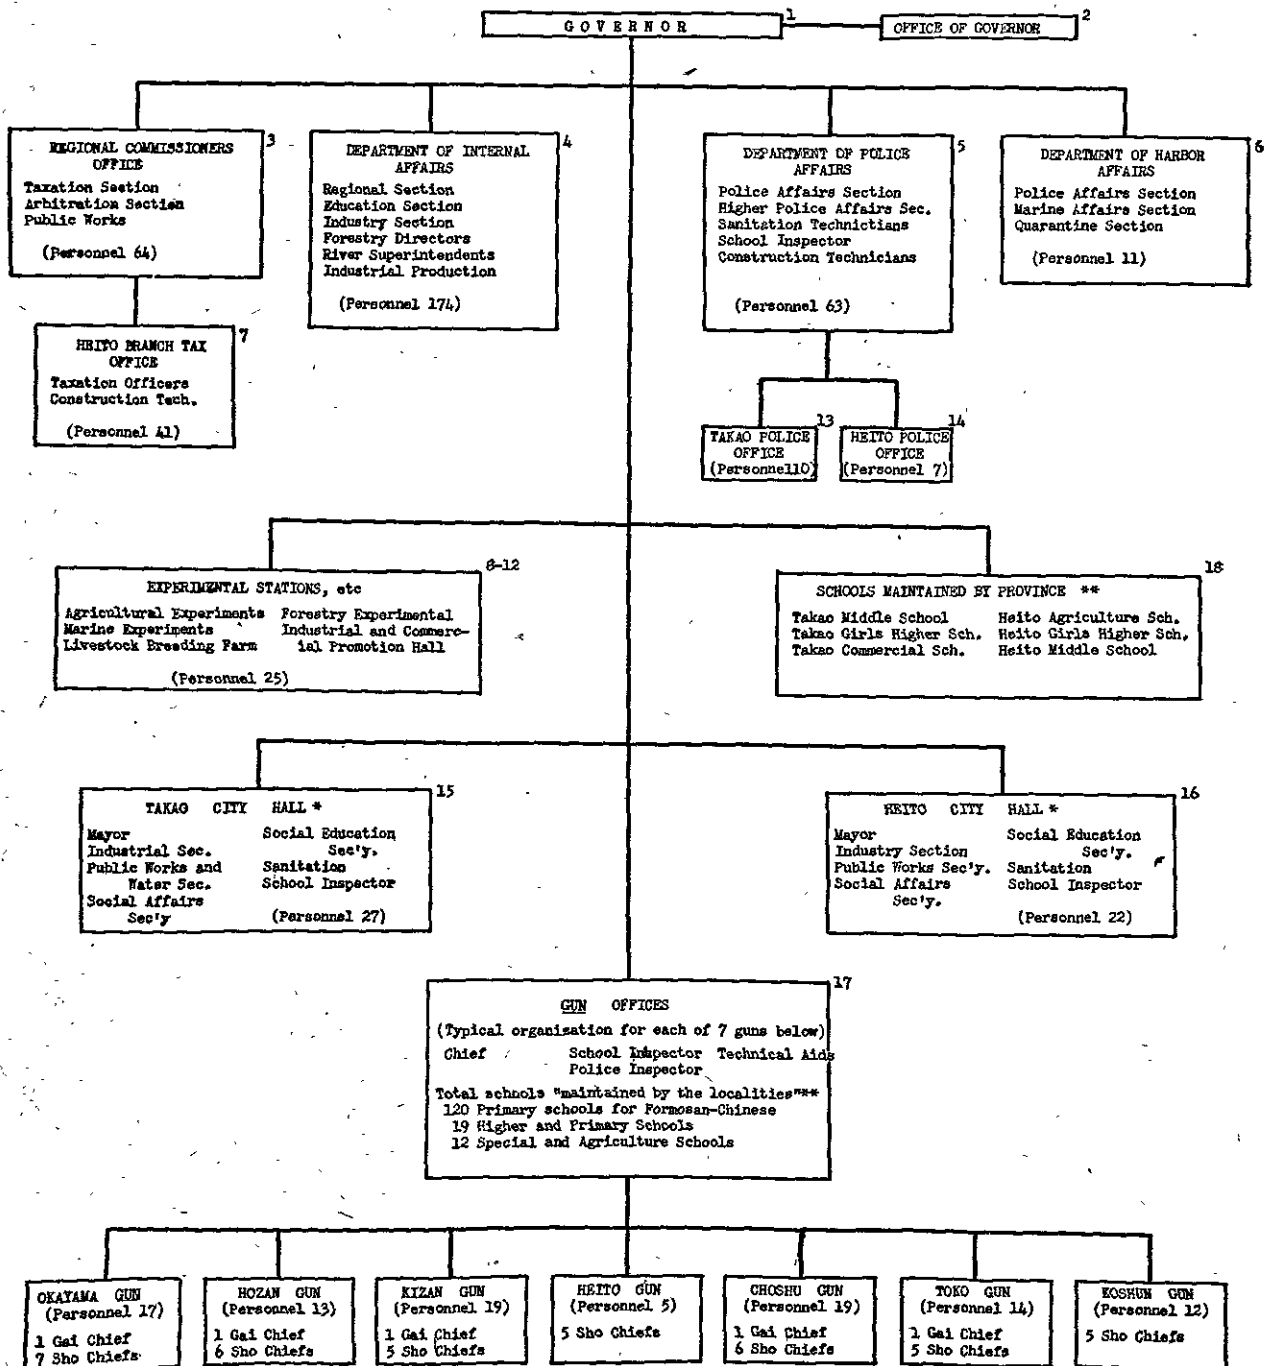 GOVERNOR
1
OFFICE OF GOVERNOR
2
REGIONAL COMMISSIONERS
OFFICE
3
Taxation Section
Arbitration Section
Public Works
(Personnel 64)
DEPARTMENT OF INTERNAL
AFFAIRS
4
Regional Section
Education Section
Industry Section
Forestry Directors
River Superintendents
Industrial Production
(Personnel 174)
DEPARTMENT OF POLICE
AFFAIRS
5
Police Affairs Section
Higher Police Affairs Sec.
Sanitation Technictians
School Inspector
Construction Technicians
(Personnel 63)
DEPARTMENT OF HARBOR
AFFAIRS
6
Police Affairs Section
Marine Affairs Section
Quarantine Section
(Personnel 11)
HEITO BRANCH TAX
OFFICE
7
Taxation Officers
Construction Tech.
(Personnel 41)
TAKAO POLICE
OFFICE
(Personnel10)
13
HEITO POLICE
OFFICE
(Personnel 7)
14
8-12
EXPERIMENTAL STATIONS, etc
Agricultural Experiments Forestry Experimental
Marine Experiments Industrial and Commerc-
Livestock Breeding Farm ial Promotion Hall
(Personnel 25)
18
SCHOOLS MAINTAINED BY PROVINCE **
Takao Middle School Heito Agriculture Sch.
Takao Girls Higher Sch. Heito Girls Higher Sch.
Takao Commercial Sch. Heito Middle School
15
TAKAO CITY HALL *
Mayor Social Education
Industrial Sec. Sec'y.
Public Works and Sanitation
Water Sec. School Inspector
Social Affairs
Sec'y (Personnel 27)
16
HEITO CITY HALL *
Mayor Social Education
Industry Section Sec'y.
Public Works Sec'y. Sanitation
Social Affairs School Inspector
Sec'y.
(Personnel 22)
17
GUN OFFICES
(Typical organisation for each of 7 guns below)
Chief School Inspector Technical Aids
Police Inspector
Total schools "maintained by the localities"**
120 Primary schools for Formosan-Chinese
19 Higher and Primary Schools
12 Special and Agriculture Schools
OKAYAMA GUN
(Personnel 17)
1 Gai Chief
7 Sho Chiefs
HOZAN GUN
(Personnel 13)
1 Gai Chief
6 Sho Chiefs
KIZAN GUN
(Personnel 19)
1 Gai Chief
5 Sho Chiefs
HEITO GUN
(Personnel 5)
5 Sho Chiefs
CHOSHU GUN
(Personnel 19)
1 Gai Chief
6 Sho Chiefs
TOKO GUN
(Personnel 14)
1 Gai Chief
5 Sho Chiefs
KOSHUN GUN
(Personnel 12)
5 Sho Chiefs